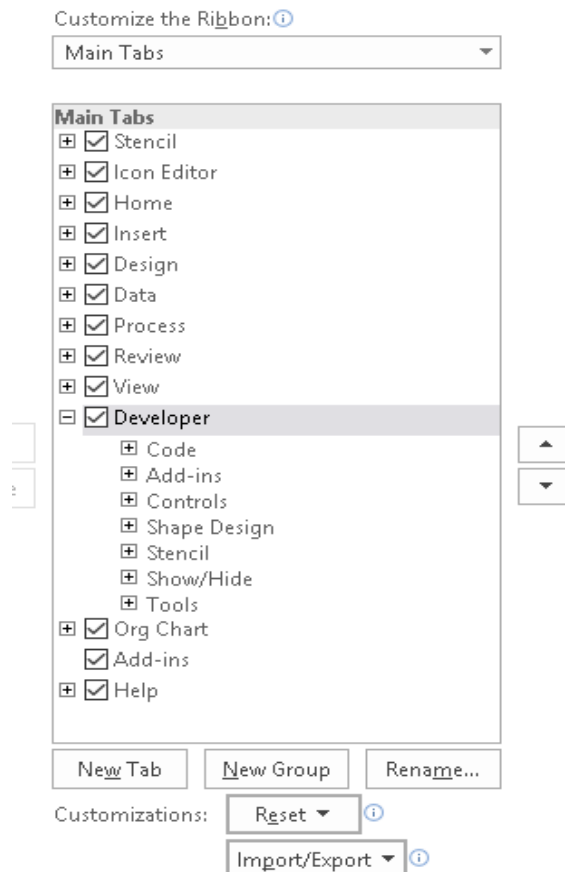 Customize the Ribbon:
Main Tabs
Main Tabs
Stencil
Icon Editor
Home
Insert
Design
Data
Process
Review
View
Developer
Code
Add-ins
Controls
Shape Design
Stencil
Show/Hide
Tools
Org Chart
Add-ins
Help
New Tab New Group Rename...
Customizations: Reset
Import/Export